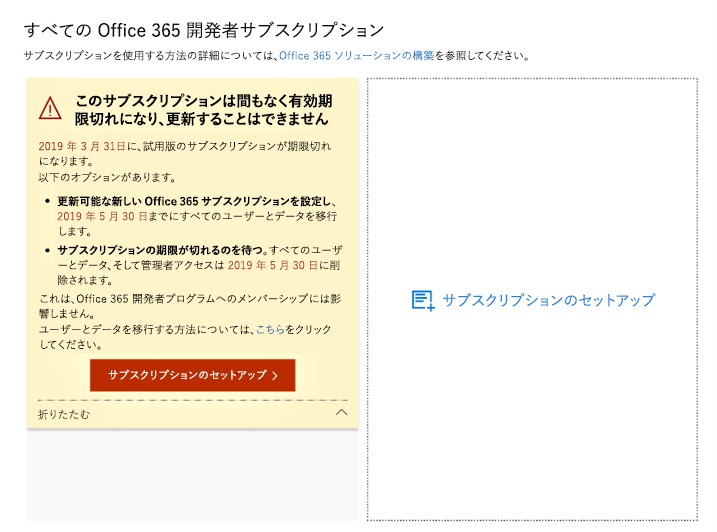 すべての Office 365 開発者サブスクリプション
サブスクリプションを使用する方法の詳細については、Office 365 ソリューションの構築を参照してください。
このサブスクリプションは間もなく有効期
限切れになり、更新することはできません
2019 年 3 月 31日に、試用版のサブスクリプションが期限切れ
になります。
以下のオプションがあります。
• 更新可能な新しい Office 365 サブスクリプションを設定し、
2019 年 5 月 30 日までにすべてのユーザーとデータを移行
します。
• サブスクリプションの期限が切れるのを待つ。すべてのユーザ
ーとデータ、そして管理者アクセスは 2019 年 5 月 30 日に削
除されます。
これは、Office 365 開発者プログラムへのメンバーシップには影
響しません。
ユーザーとデータを移行する方法については、こちらをクリック
してください。
サブスクリプションのセットアップ >
折りたたむ
サブスクリプションのセットアップ